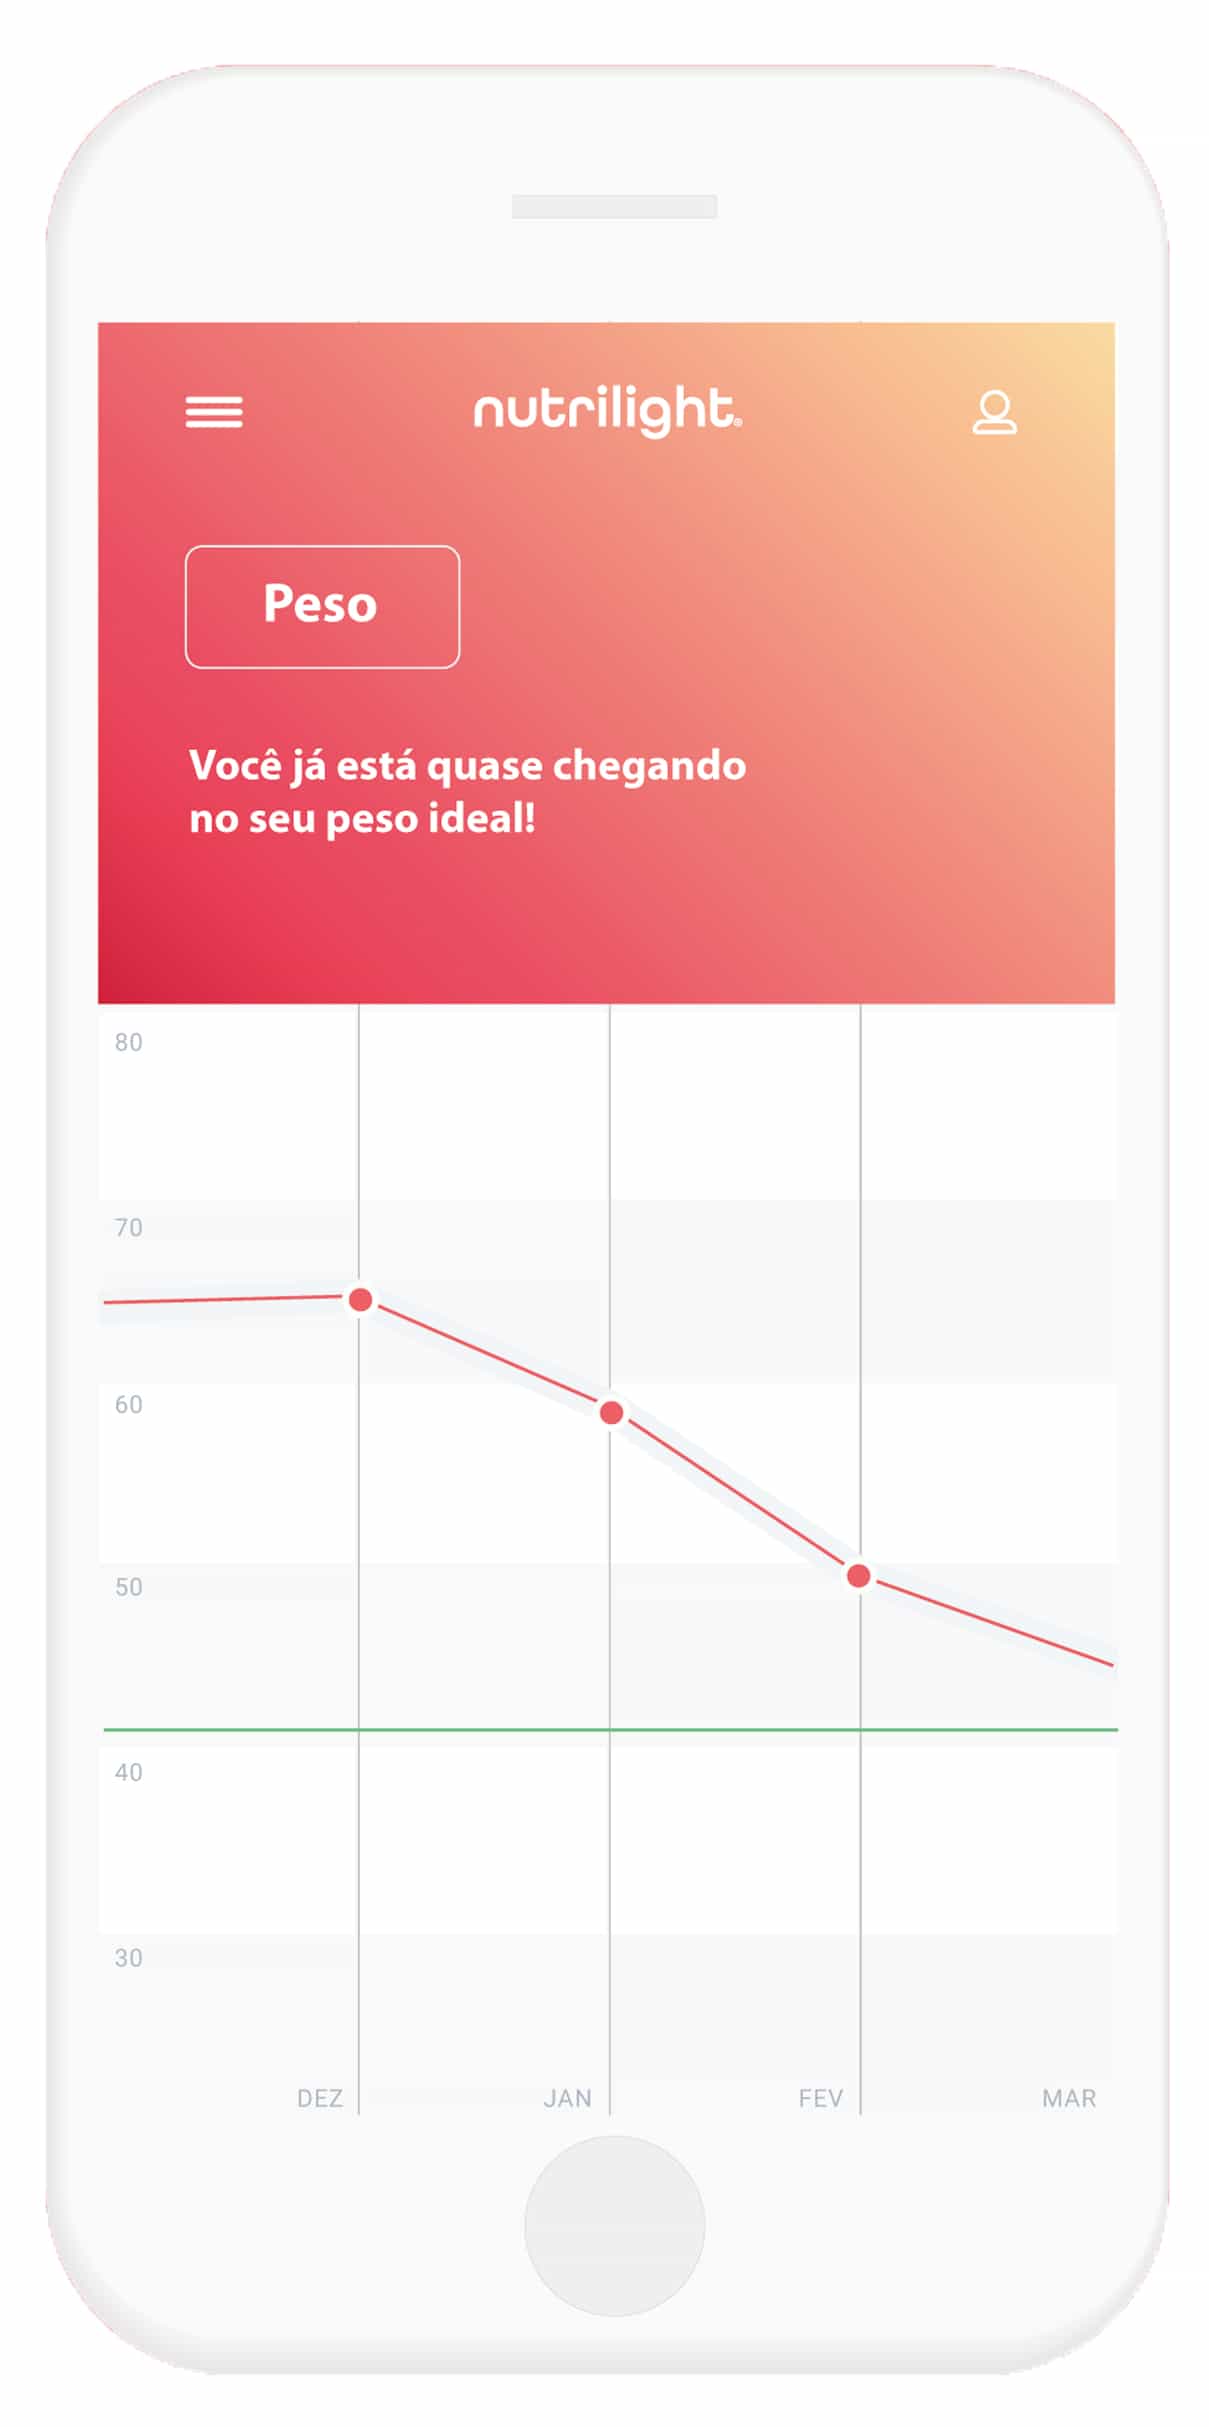 nutrilight®
Peso
Você já está quase chegando
no seu peso ideal!
80
70
60
50
40
30
DEZ JAN FEV MAR